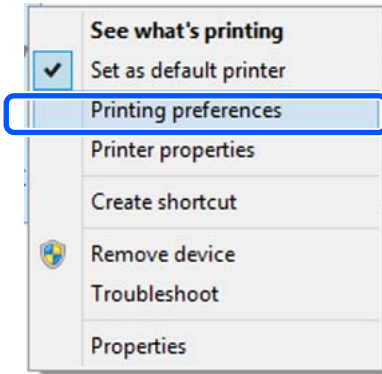 See what's printing
Set as default printer
Printing preferences
Printer properties
Create shortcut
Remove device
Troubleshoot
Properties